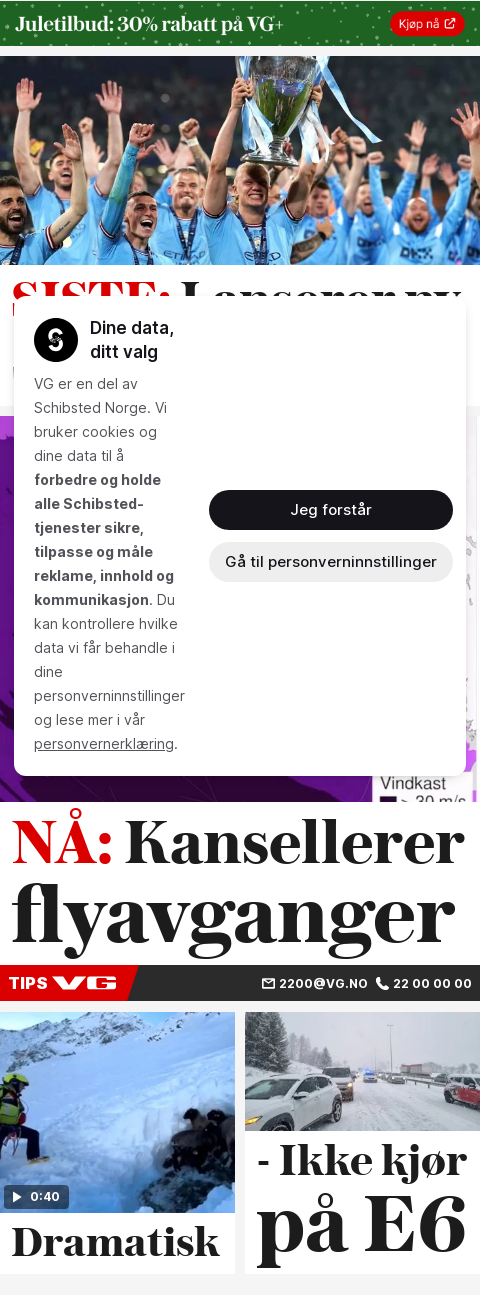 Juletilbud: 30% rabatt på VG+
Kjøp nå
SISTE: Lanserer ny
Dine data,
ditt valg
VG er en del av
Schibsted Norge. Vi
bruker cookies og
dine data til å
forbedre og holde
alle Schibsted-
tjenester sikre,
tilpasse og måle
reklame, innhold og
kommunikasjon. Du
kan kontrollere hvilke
data vi får behandle i
dine
personverninnstillinger
og lese mer i vår
personvernerklæring.
Jeg forstår
Gå til personverninnstillinger
Vindkast
> 30 m/s
NÅ: Kansellerer
flyavganger
TIPS VG
2200@VG.NO
22 00 00 00
0:40
Dramatisk
- Ikke kjør
på E6